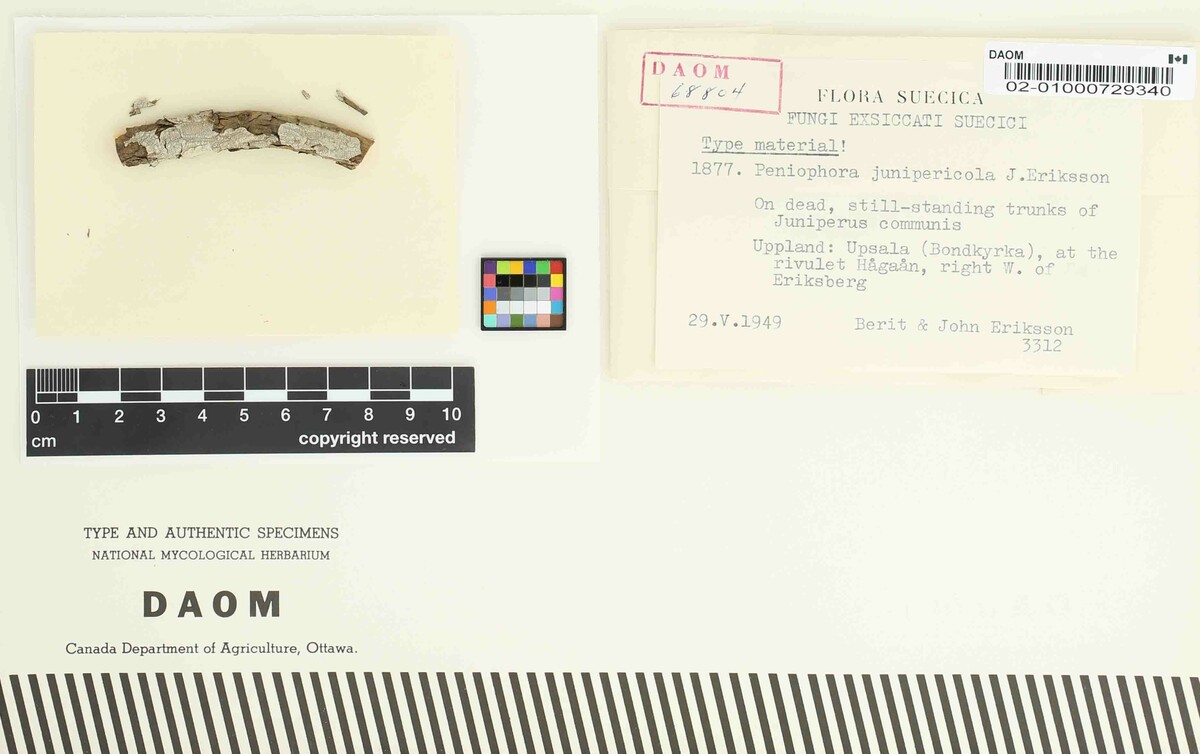 DAOM
02-01000729340
DAOM
68804
FLORA SUECICA
FUNGI EXSICCATI SUECICI
Type material!
1877. Peniophora junipericola J.Eriksson
On dead, still-standing trunks of
Juniperus communis
Uppland: Upsala (Bondkyrka), at the
rivulet Hågaån, right W. of
Eriksberg
29.V.1949 Berit & John Eriksson
3312
0 1 2 3 4 5 6 7 8 9 10
cm copyright reserved
TYPE AND AUTHENTIC SPECIMENS
NATIONAL MYCOLOGICAL HERBARIUM
DAOM
Canada Department of Agriculture, Ottawa.